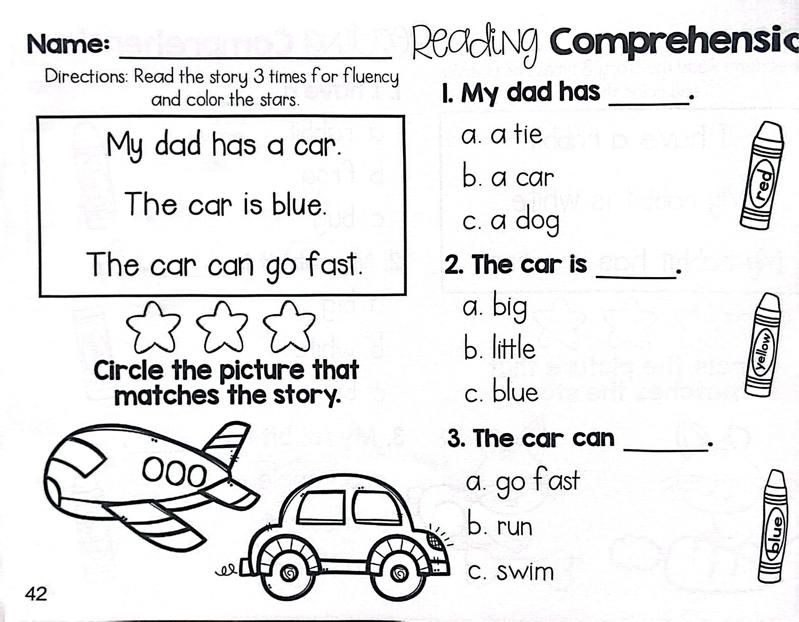 Name:
Directions: Read the story 3 times for fluency
and color the stars.
My dad has a car.
The car is blue.
The car can go fast.
Circle the picture that
matches the story.
42
Reading Comprehensic
1. My dad has ______.
a. a tie
b. a car
c. a dog
red
2. The car is ______.
a. big
b. little
c. blue
yellow
3. The car can ______.
a. go fast
b. run
c. swim
blue